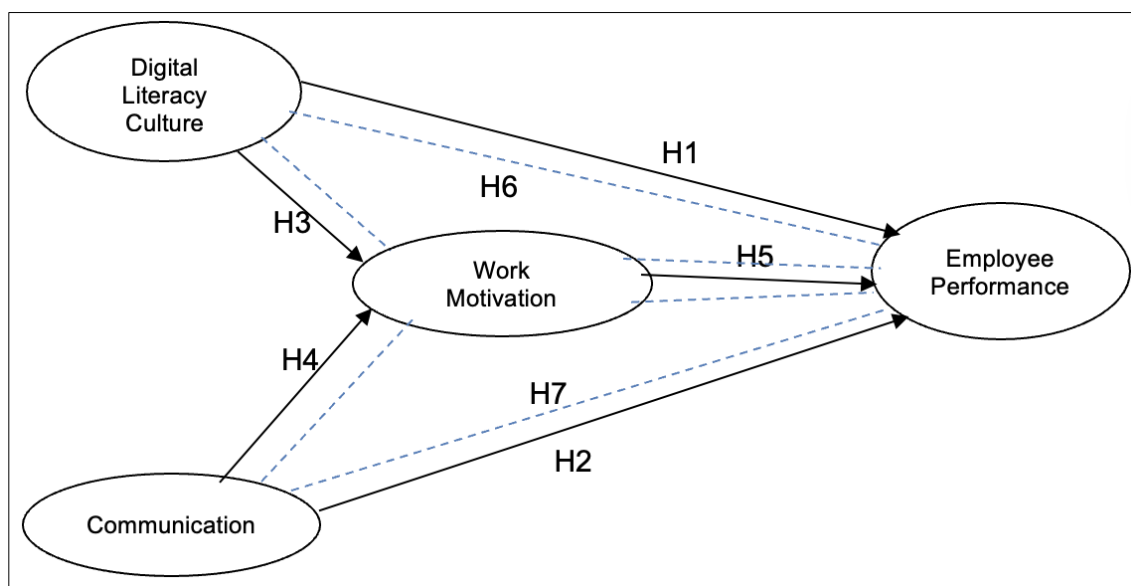 Digital
Literacy
Culture
H1
H6
H3
Work
Motivation
H5
Employee
Performance
H4
H7
H2
Communication